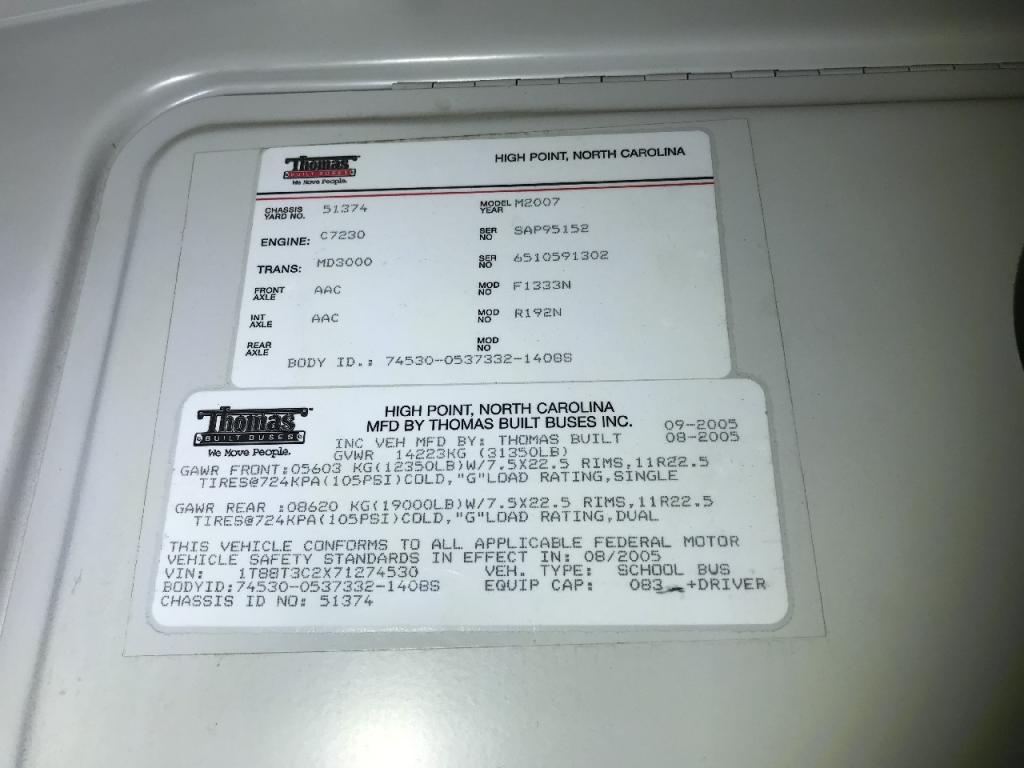 Thomas
BUILT BUSES
We Move People.
HIGH POINT, NORTH CAROLINA
CHASSIS YARD NO. 51374 MODEL YEAR M2007
ENGINE: C7230 SER NO SAP95152
TRANS: MD3000 SER NO 6510591302
FRONT AXLE AAC MOD NO F1333N
INT AXLE AAC MOD NO R192N
REAR AXLE MOD NO
BODY ID.: 74530-0537332-1408S
Thomas
BUILT BUSES
We Move People.
HIGH POINT, NORTH CAROLINA
MFD BY THOMAS BUILT BUSES INC. 09-2005
INC VEH MFD BY: THOMAS BUILT 08-2005
GVWR 14223KG (31350LB)
GAWR FRONT:05603 KG(12350LB)W/7.5X22.5 RIMS,11R22.5
TIRES@724KPA(105PSI)COLD,"G"LOAD RATING,SINGLE
GAWR REAR :08620 KG(19000LB)W/7.5X22.5 RIMS,11R22.5
TIRES@724KPA(105PSI)COLD,"G"LOAD RATING,DUAL
THIS VEHICLE CONFORMS TO ALL APPLICABLE FEDERAL MOTOR
VEHICLE SAFETY STANDARDS IN EFFECT IN: 08/2005
VIN: 1T88T3C2X71274530 VEH. TYPE: SCHOOL BUS
BODYID:74530-0537332-1408S EQUIP CAP: 083 +DRIVER
CHASSIS ID NO: 51374